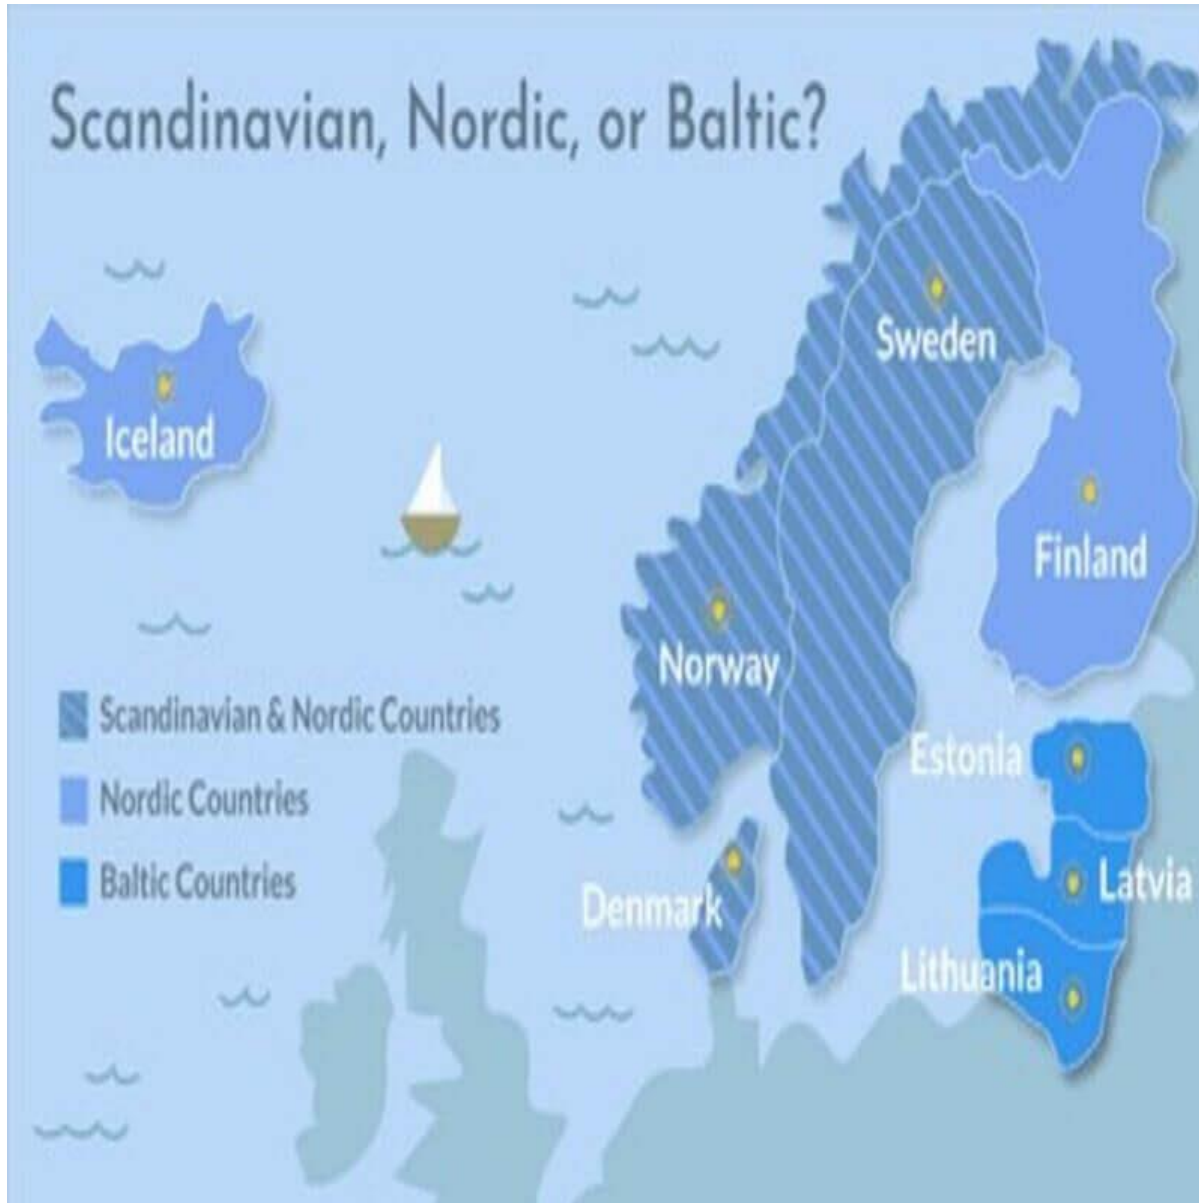 Scandinavian, Nordic, or Baltic?
Sweden
Iceland
Finland
Norway
Scandinavian & Nordic Countries
Estonia
Nordic Countries
Baltic Countries
Latvia
Denmark
Lithuania